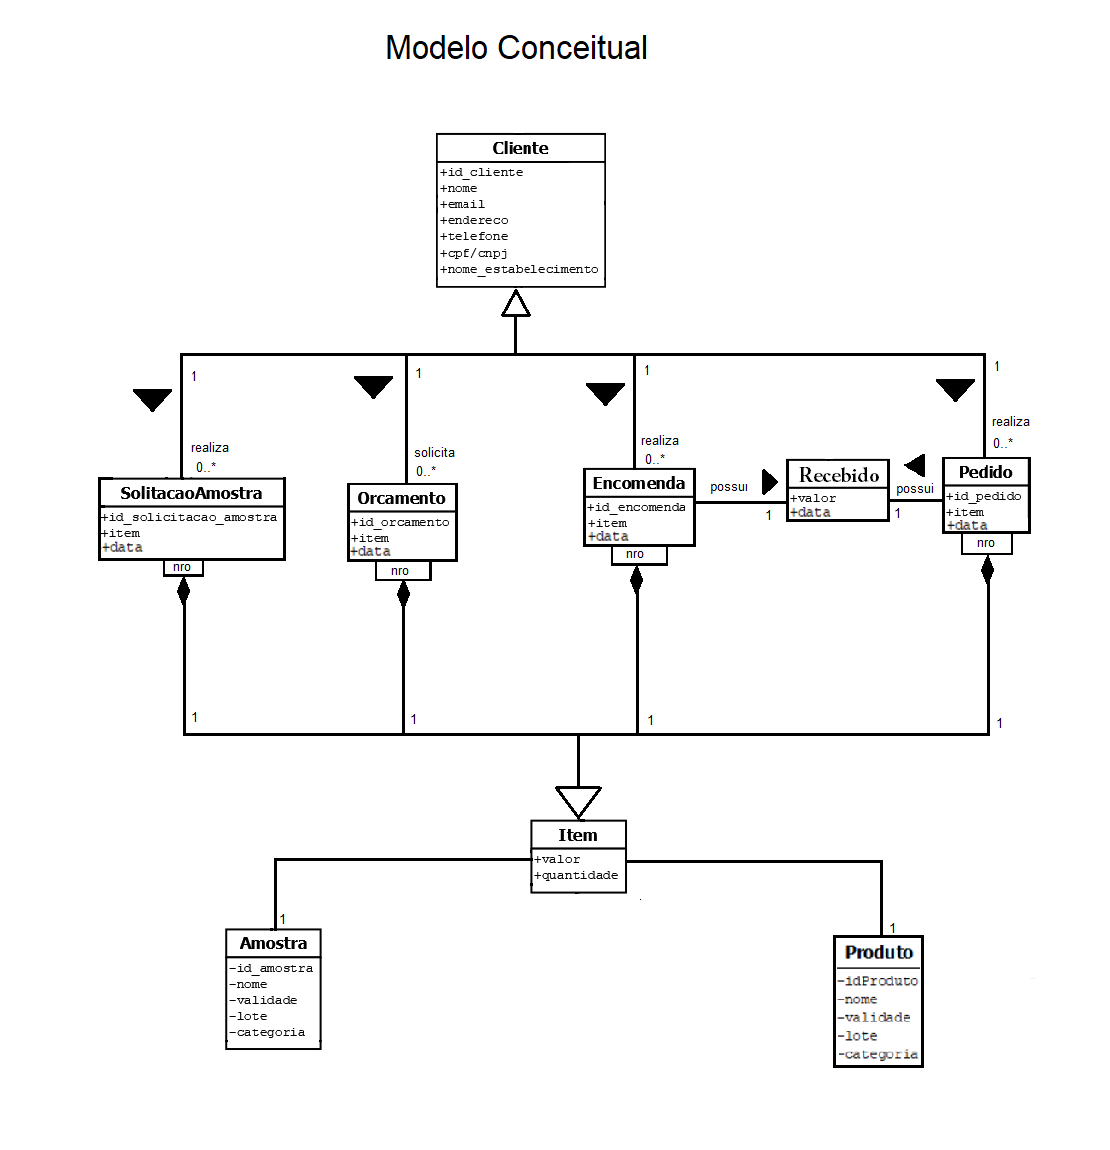 Modelo Conceitual
Cliente
+id_cliente
+nome
+email
+endereco
+telefone
+cpf/cnpj
+nome_estabelecimento
1
realiza
0..*
1
solicita
0..*
1
realiza
0..*
1
realiza
0..*
SolitacaoAmostra
+id_solicitacao_amostra
+item
+data
nro
Orcamento
+id_orcamento
+item
+data
nro
Encomenda
+id_encomenda
+item
+data
nro
possui
1
Recebido
+valor
+data
possui
1
Pedido
+id_pedido
+item
+data
nro
1
1
1
1
Item
+valor
+quantidade
1
1
Amostra
-id_amostra
-nome
-validade
-lote
-categoria
Produto
-idProduto
-nome
-validade
-lote
-categoria